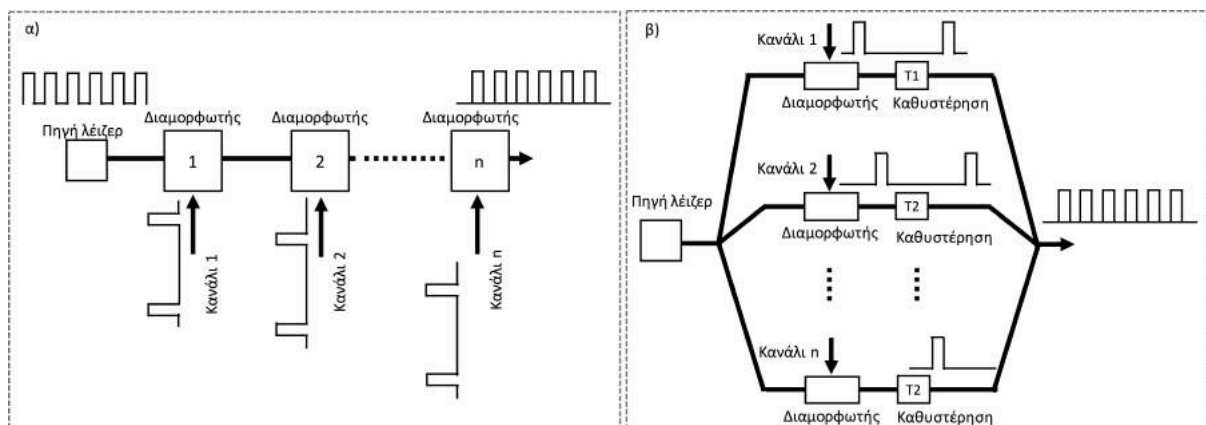 α)
Πηγή λέιζερ
Διαμορφωτής
1
Διαμορφωτής
2
Διαμορφωτής
n
Κανάλι 1
Κανάλι 2
Κανάλι n
β)
Κανάλι 1
T1
Διαμορφωτής
Καθυστέρηση
Κανάλι 2
Πηγή λέιζερ
T2
Διαμορφωτής
Καθυστέρηση
Κανάλι n
T2
Διαμορφωτής
Καθυστέρηση